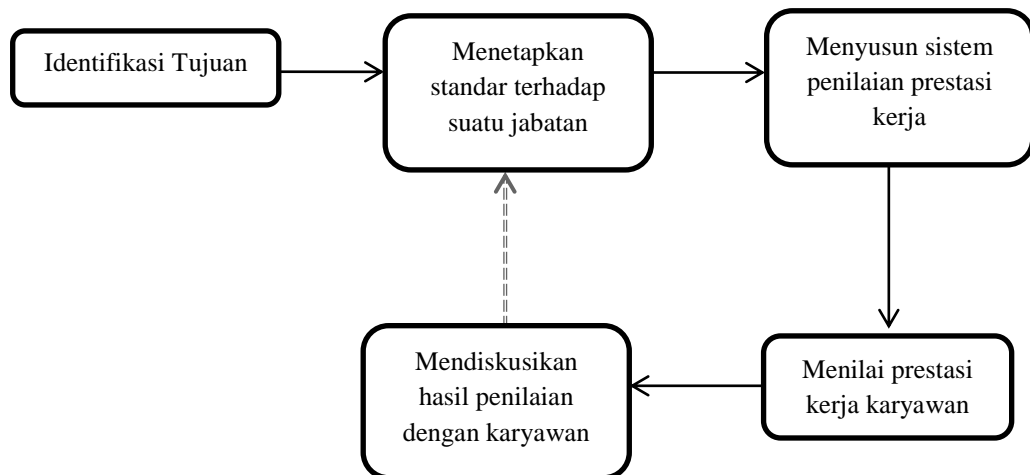 Identifikasi Tujuan
Menetapkan
standar terhadap
suatu jabatan
Menyusun sistem
penilaian prestasi
kerja
Menilai prestasi
kerja karyawan
Mendiskusikan
hasil penilaian
dengan karyawan